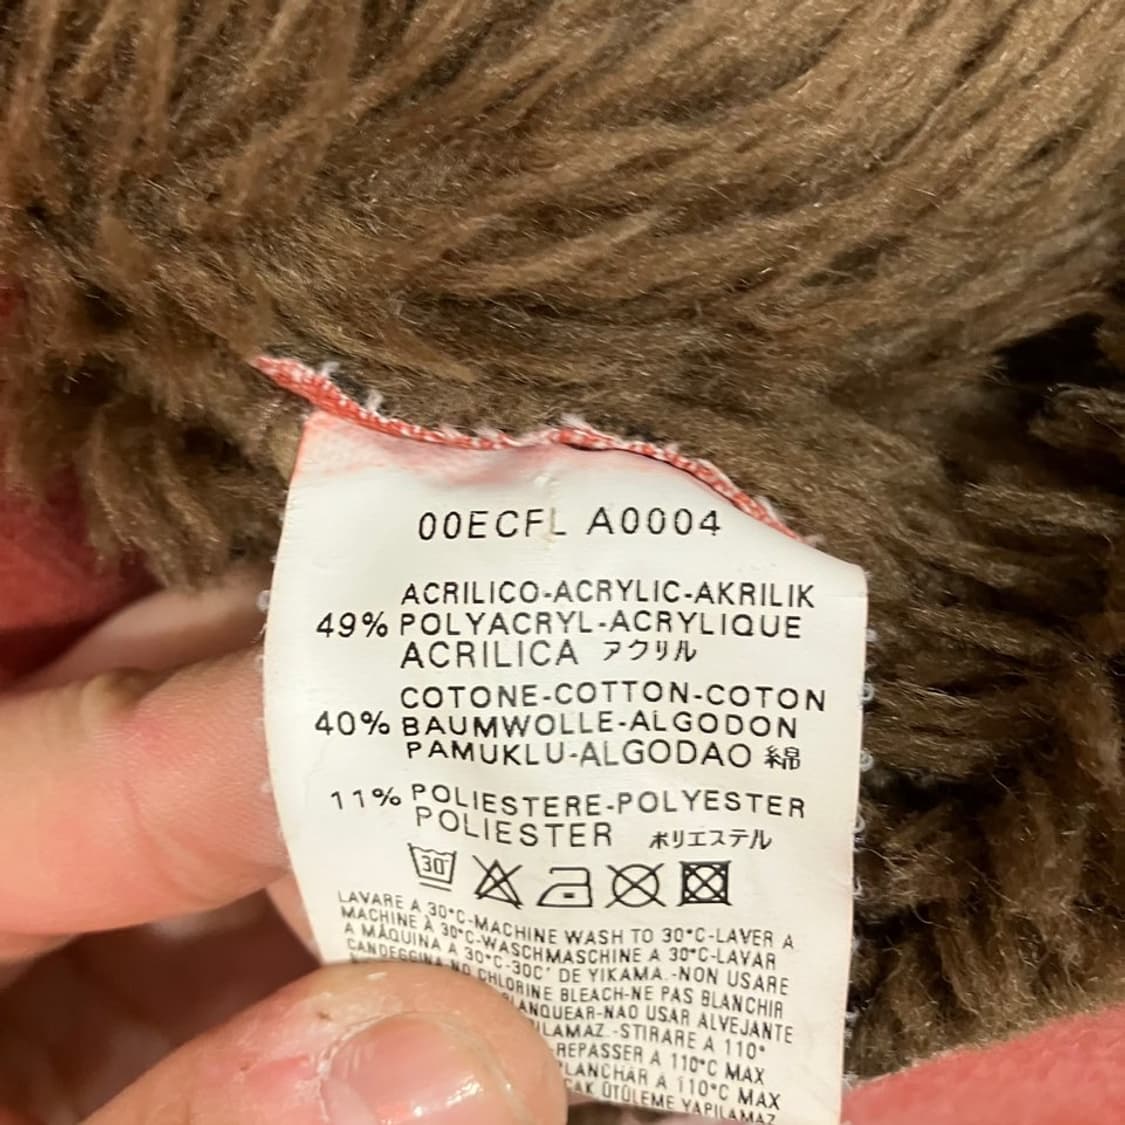 00ECFL A0004
ACRILICO-ACRYLIC-AKRILIK
49% POLYACRYL-ACRYLIQUE
ACRILICA アクリル
COTONE-COTTON-COTON
40% BAUMWOLLE-ALGODON
PAMUKLU-ALGODAO 綿
11% POLIESTERE-POLYESTER
POLIESTER ポリエステル
30
LAVARE A 30°C-MACHINE WASH TO 30°C-LAVER A
MACHINE À 30°C-WASCHMASCHINE A 30°C-LAVAR
A MÁQUINA A 30°C-30C° DE YIKAMA.-NON USARE
CANDEGGINA-NO CHLORINE BLEACH-NE PAS BLANCHIR
-NAO USAR ALVEJANTE
-STIRARE A 110°
REPASSER A 110°C MAX
A 110°C MAX
ÜTÜLEME YAPILAMAZ